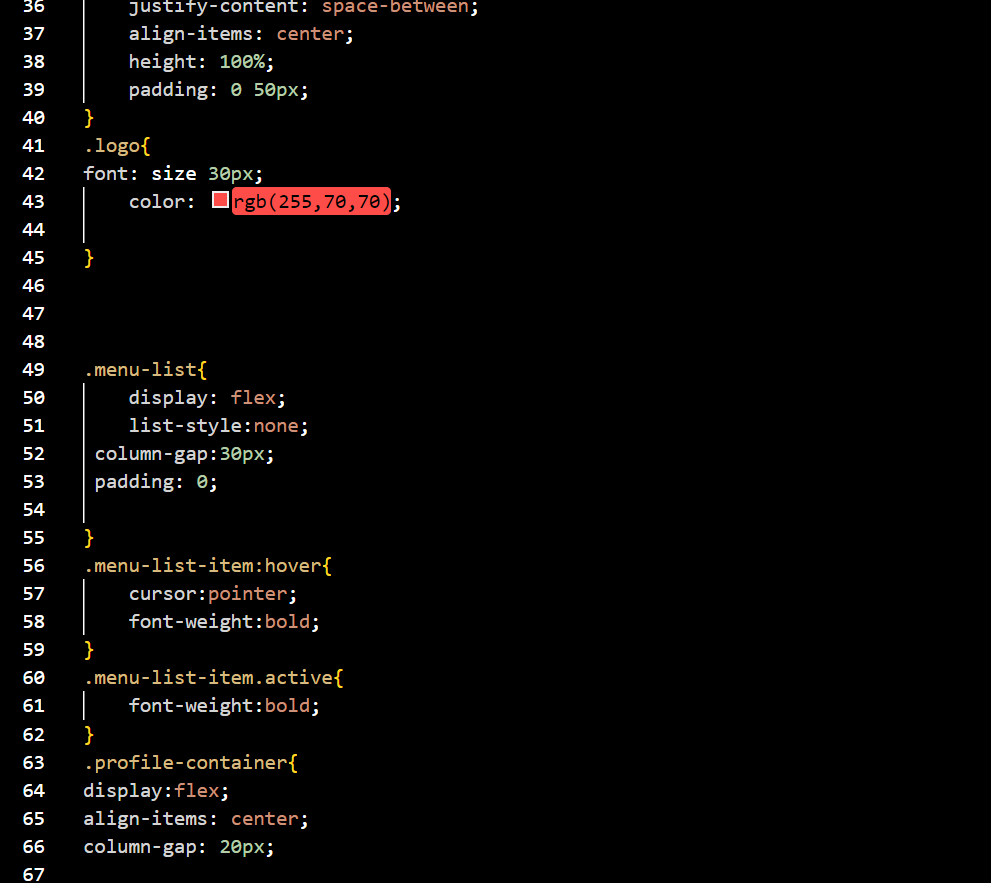 36 justify-content: space-between;
37 align-items: center;
38 height: 100%;
39 padding: 0 50px;
40 }
41 .logo{
42 font: size 30px;
43 color: rgb(255,70,70);
44
45 }
46
47
48
49 .menu-list{
50 display: flex;
51 list-style:none;
52 column-gap:30px;
53 padding: 0;
54
55 }
56 .menu-list-item:hover{
57 cursor:pointer;
58 font-weight:bold;
59 }
60 .menu-list-item.active{
61 font-weight:bold;
62 }
63 .profile-container{
64 display:flex;
65 align-items: center;
66 column-gap: 20px;
67